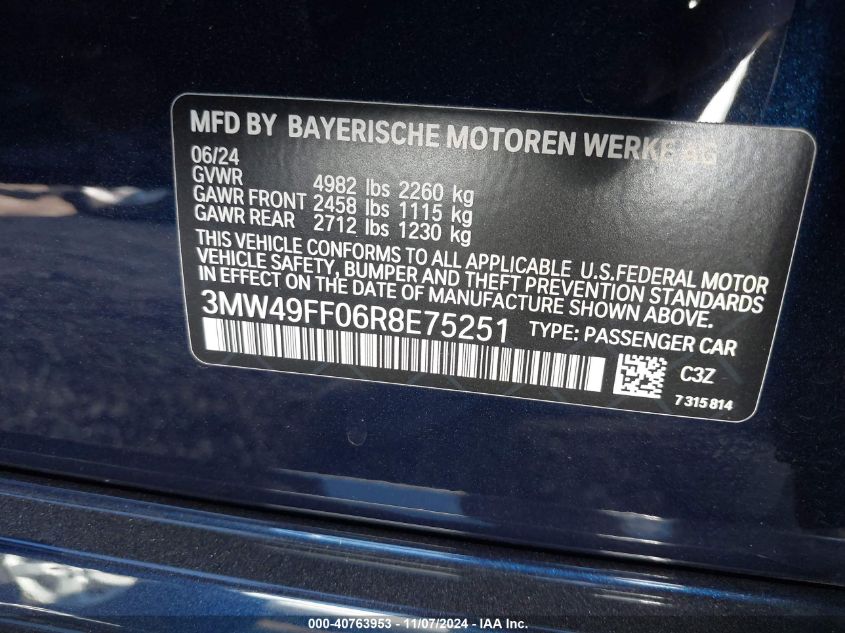 MFD BY BAYERISCHE MOTOREN WERKE AG
06/24
GVWR 4982 lbs 2260 kg
GAWR FRONT 2458 lbs 1115 kg
GAWR REAR 2712 lbs 1230 kg
THIS VEHICLE CONFORMS TO ALL APPLICABLE U.S.FEDERAL MOTOR
VEHICLE SAFETY, BUMPER AND THEFT PREVENTION STANDARDS
IN EFFECT ON THE DATE OF MANUFACTURE SHOWN ABOVE.
3MW49FF06R8E75251 TYPE: PASSENGER CAR
C3Z
7315814
000-40763953 - 11/07/2024 - IAA Inc.